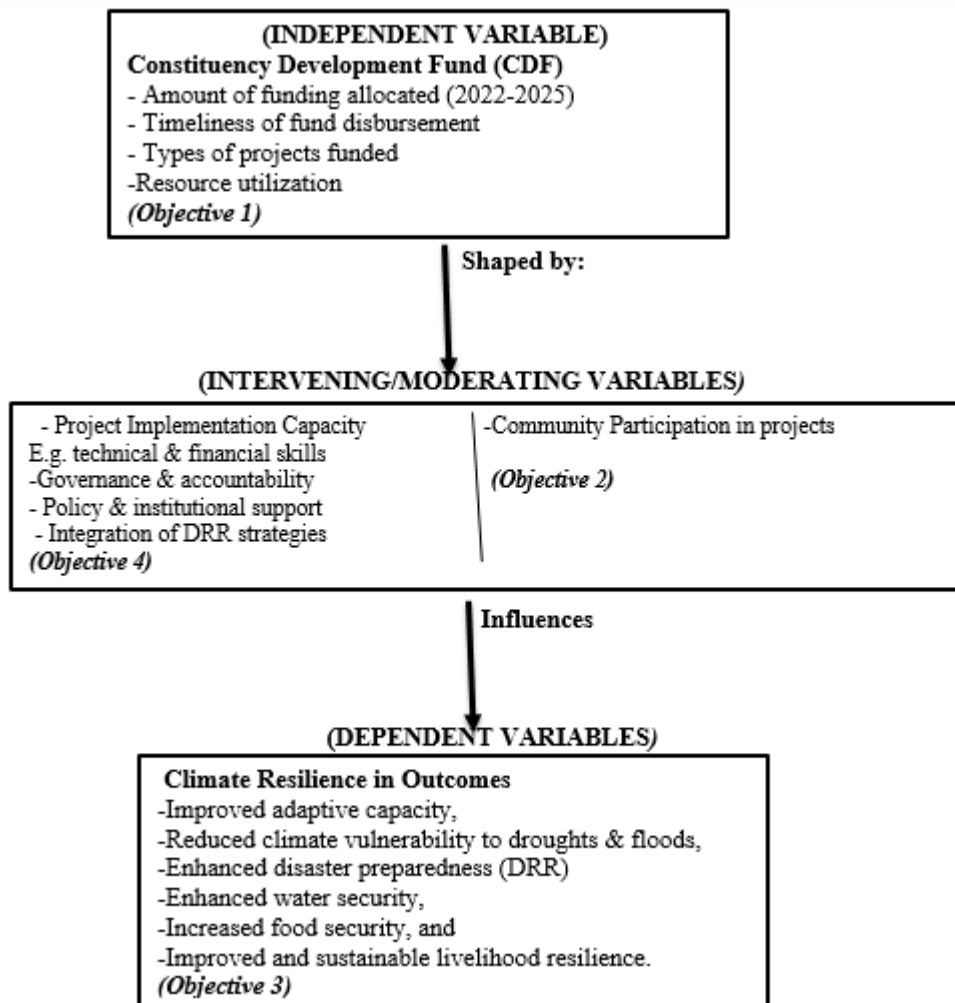 (INDEPENDENT VARIABLE)
Constituency Development Fund (CDF)
- Amount of funding allocated (2022-2025)
- Timeliness of fund disbursement
- Types of projects funded
-Resource utilization
(Objective 1)
Shaped by:
(INTERVENING/MODERATING VARIABLES)
- Project Implementation Capacity
E.g. technical & financial skills
-Governance & accountability
- Policy & institutional support
- Integration of DRR strategies
(Objective 4)
-Community Participation in projects
(Objective 2)
Influences
(DEPENDENT VARIABLES)
Climate Resilience in Outcomes
-Improved adaptive capacity,
-Reduced climate vulnerability to droughts & floods,
-Enhanced disaster preparedness (DRR)
-Enhanced water security,
-Increased food security, and
-Improved and sustainable livelihood resilience.
(Objective 3)